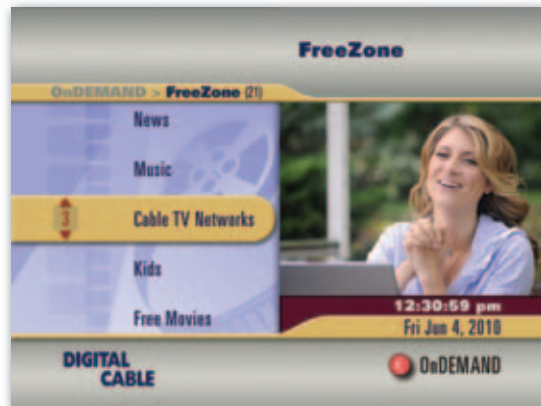 FreeZone
OnDEMAND > FreeZone (21)
News
Music
3
Cable TV Networks
Kids
Free Movies
12:30:59 pm
Fri Jun 4, 2010
DIGITAL
CABLE
OnDEMAND